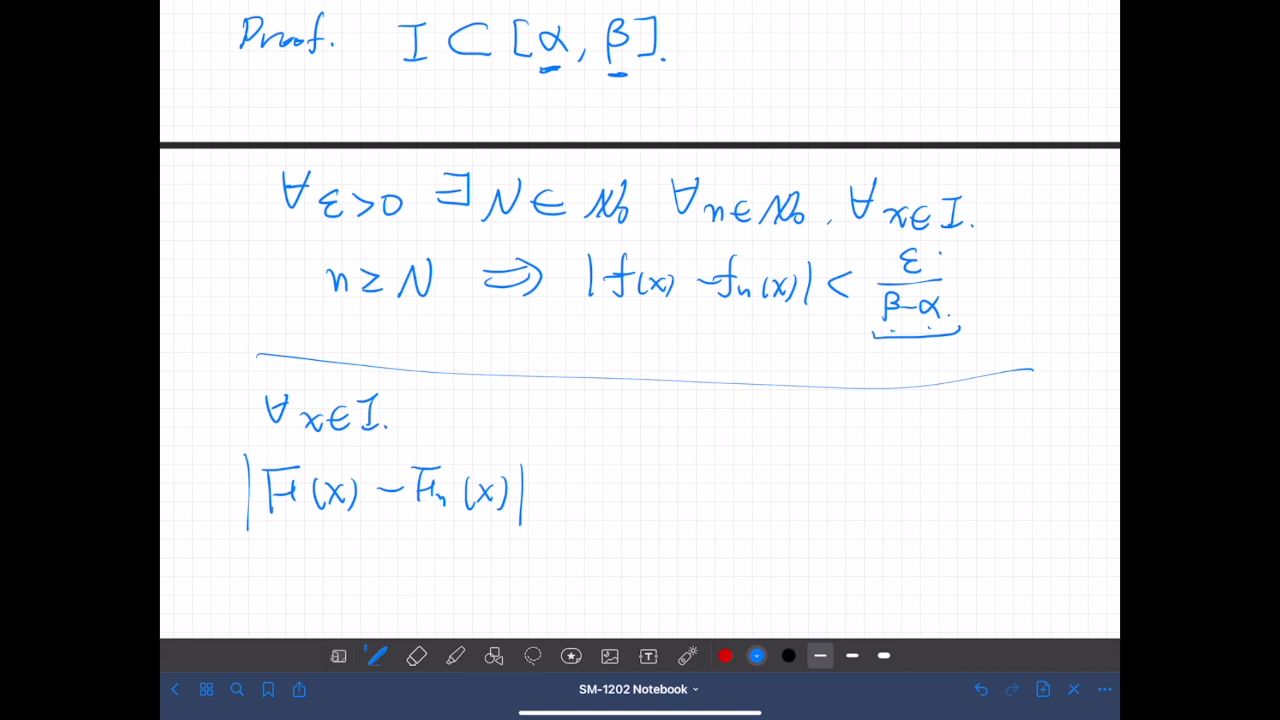 Proof. I ⊂ [α, β].
∀ε>0 ∃N∈ℕ₀ ∀n∈ℕ₀, ∀x∈I.
n≥N ⟹ |f(x) - fₙ(x)| < ε/(β-α).
∀x∈I.
|F(x) - Fₙ(x)|
SM-1202 Notebook